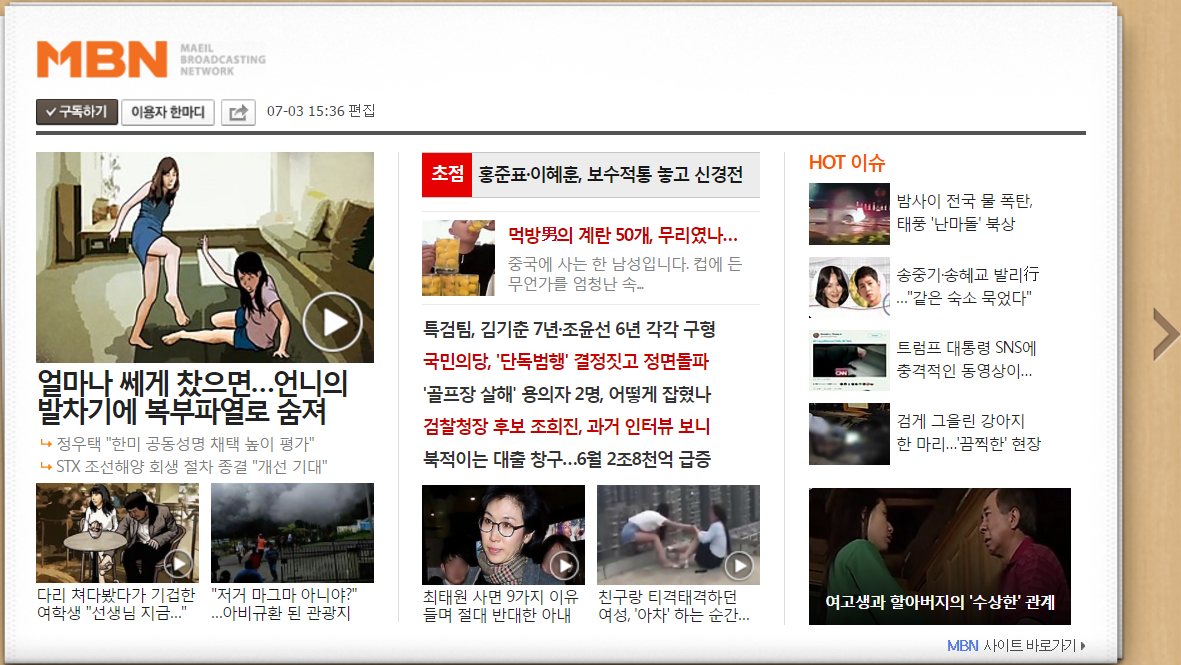 MBN MAEIL
BROADCASTING
NETWORK
구독하기 이용자 한마디 07-03 15:36 편집
얼마나 쎄게 찼으면...언니의
발차기에 복부파열로 숨져
정우택 "한미 공동성명 채택 높이 평가"
STX 조선해양 회생 절차 종결 "개선 기대"
다리 쳐다봤다가 기겁한
여학생 "선생님 지금..."
"저거 마그마 아니야?"
...아비규환 된 관광지
초점 홍준표·이혜훈, 보수적통 놓고 신경전
먹방男의 계란 50개, 무리였나...
중국에 사는 한 남성입니다. 컵에 든
무언가를 엄청난 속...
특검팀, 김기춘 7년·조윤선 6년 각각 구형
국민의당, '단독범행' 결정짓고 정면돌파
'골프장 살해' 용의자 2명, 어떻게 잡혔나
검찰청장 후보 조희진, 과거 인터뷰 보니
북적이는 대출 창구...6월 2조8천억 급증
최태원 사면 9가지 이유
들며 절대 반대한 아내
친구랑 티격태격하던
여성, '아차' 하는 순간...
HOT 이슈
밤사이 전국 물 폭탄,
태풍 '난마돌' 북상
송중기·송혜교 발리行
..."같은 숙소 묵었다"
트럼프 대통령 SNS에
충격적인 동영상이...
CNN
검게 그을린 강아지
한 마리...'끔찍한' 현장
여고생과 할아버지의 '수상한' 관계
MBN 사이트 바로가기